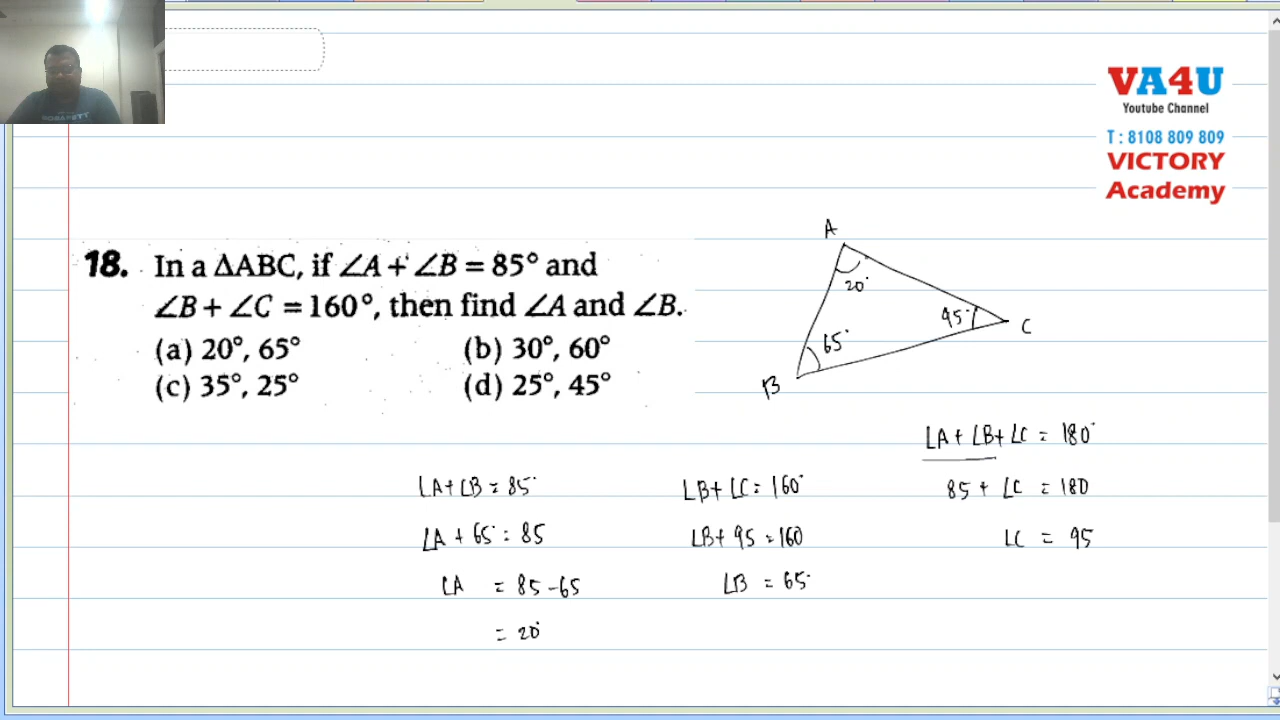 VA4U
Youtube Channel
T : 8108 809 809
VICTORY
Academy
18. In a ΔABC, if ∠A + ∠B = 85° and
∠B + ∠C = 160°, then find ∠A and ∠B.
(a) 20°, 65° (b) 30°, 60°
(c) 35°, 25° (d) 25°, 45°
A
20°
95°
C
65°
B
∠A + ∠B + ∠C = 180°
85 + ∠C = 180
∠C = 95
∠B + ∠C = 160°
∠B + 95 = 160
∠B = 65°
∠A + ∠B = 85°
∠A + 65° = 85
∠A = 85 - 65
= 20°